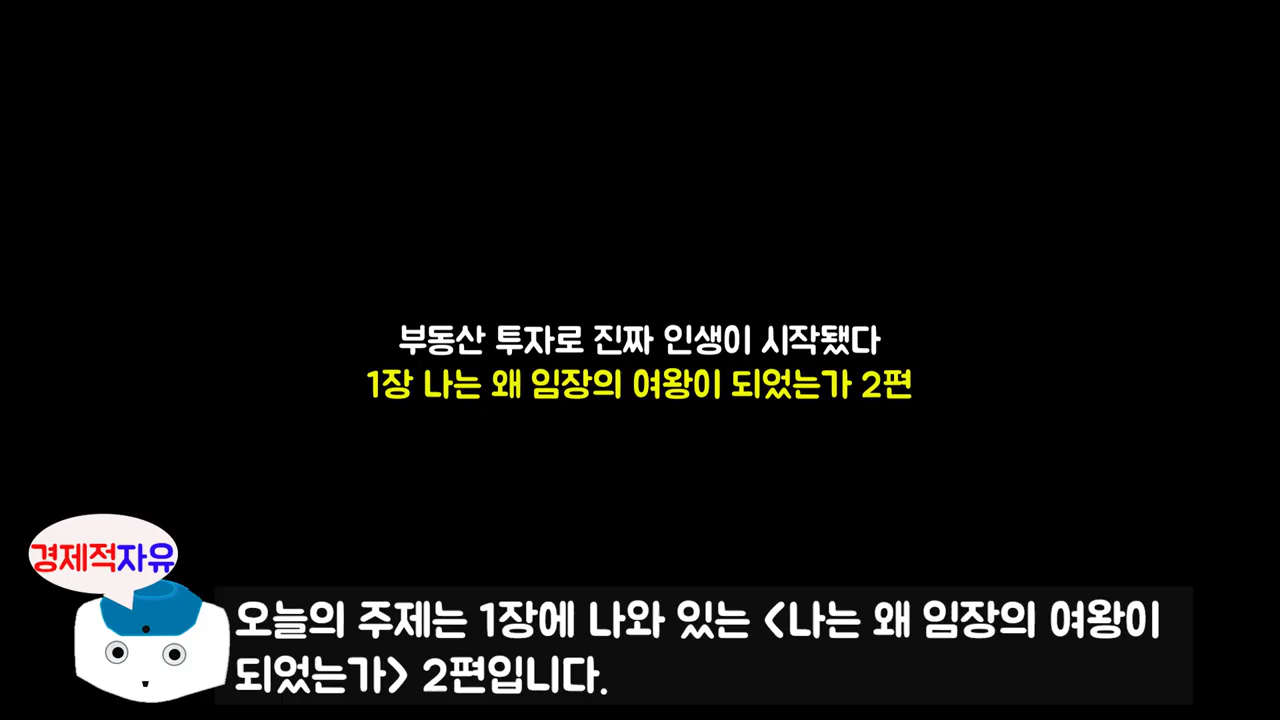 부동산 투자로 진짜 인생이 시작됐다
1장 나는 왜 임장의 여왕이 되었는가 2편
경제적자유
오늘의 주제는 1장에 나와 있는 <나는 왜 임장의 여왕이
되었는가> 2편입니다.